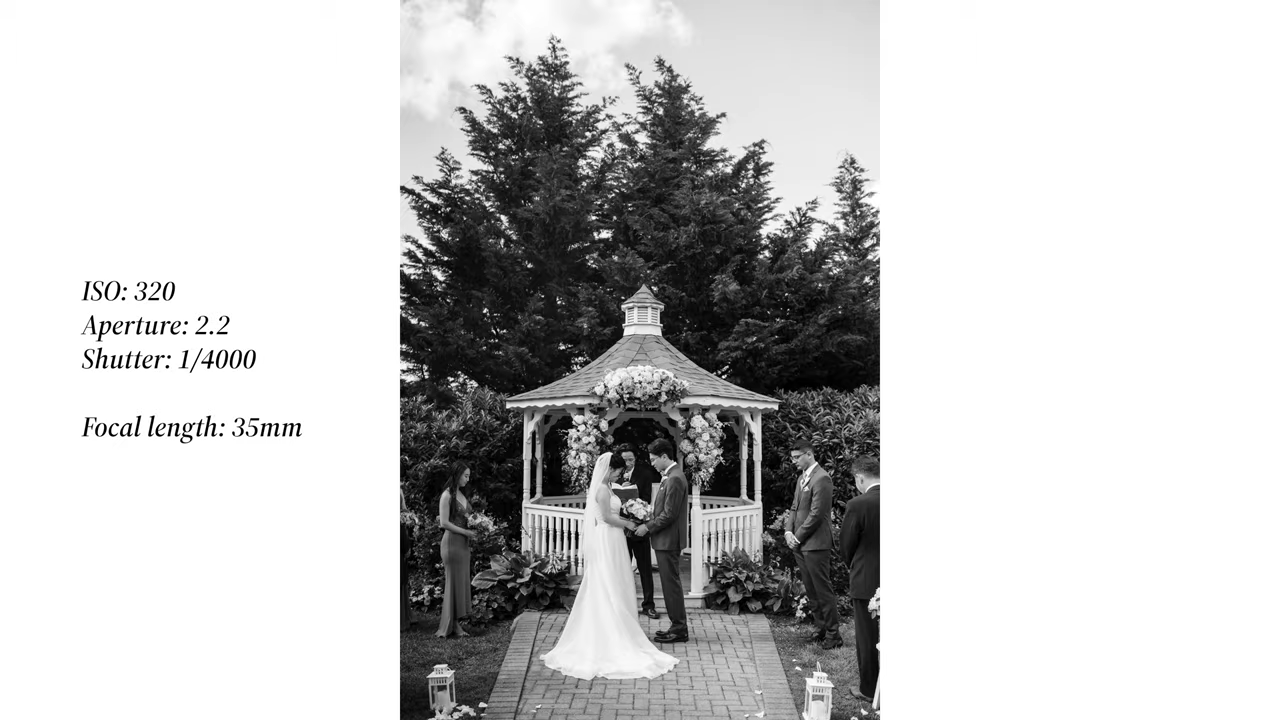 ISO: 320
Aperture: 2.2
Shutter: 1/4000
Focal length: 35mm